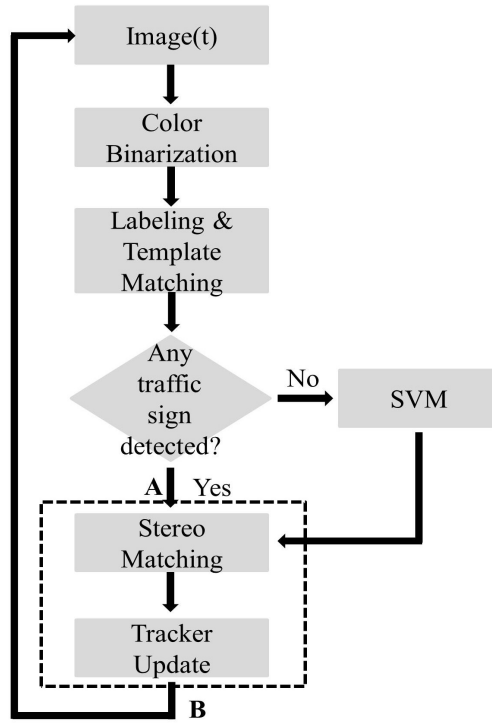 Image(t)
Color
Binarization
Labeling &
Template
Matching
Any
traffic
sign
detected?
No
SVM
A
Yes
Stereo
Matching
Tracker
Update
B